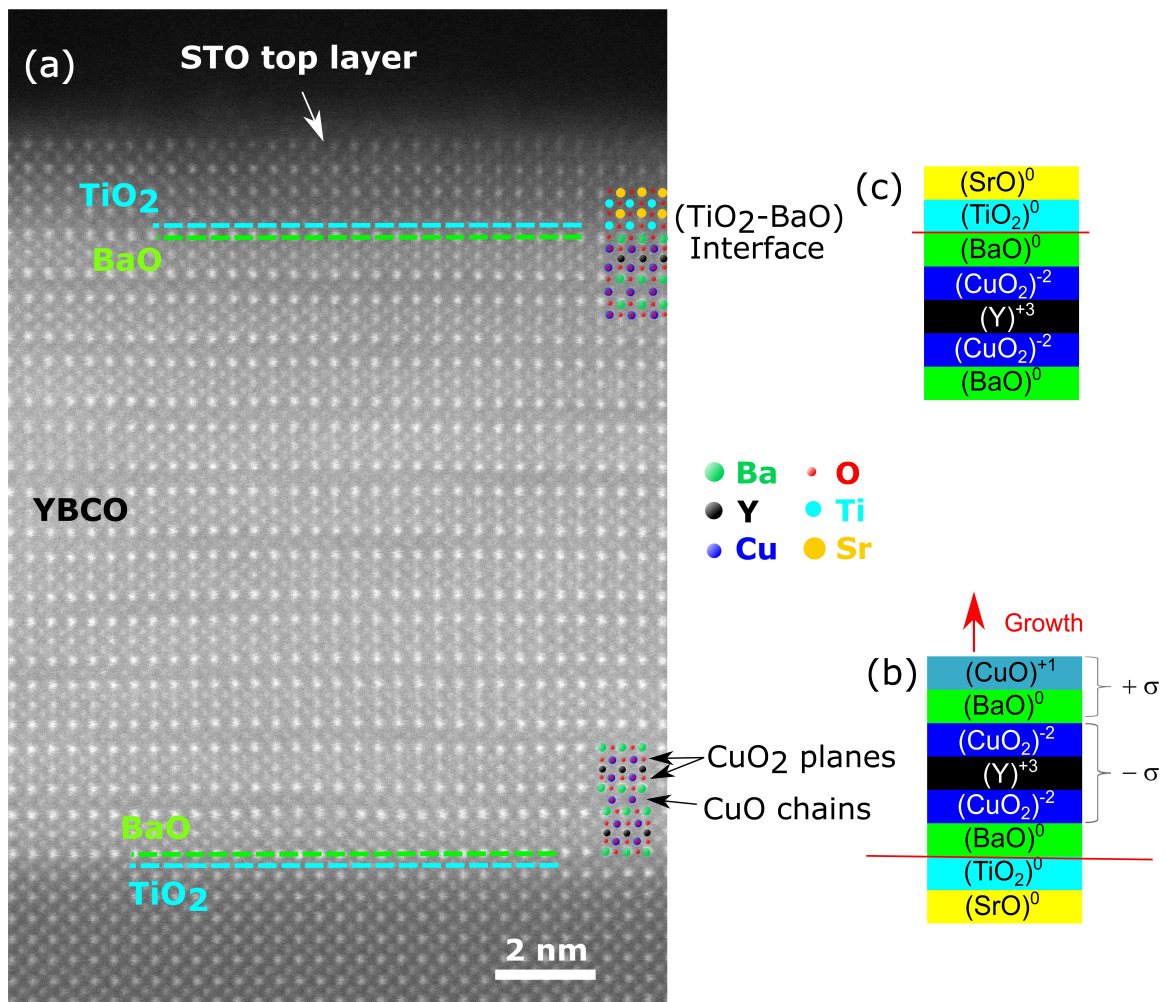 (a)
STO top layer
TiO2
BaO
(TiO2-BaO)
Interface
YBCO
BaO
TiO2
2 nm
CuO2 planes
CuO chains
Ba
O
Y
Ti
Cu
Sr
(c)
(SrO)0
(TiO2)0
(BaO)0
(CuO2)-2
(Y)+3
(CuO2)-2
(BaO)0
Growth
(b)
(CuO)+1
(BaO)0
+ σ
(CuO2)-2
(Y)+3
− σ
(CuO2)-2
(BaO)0
(TiO2)0
(SrO)0